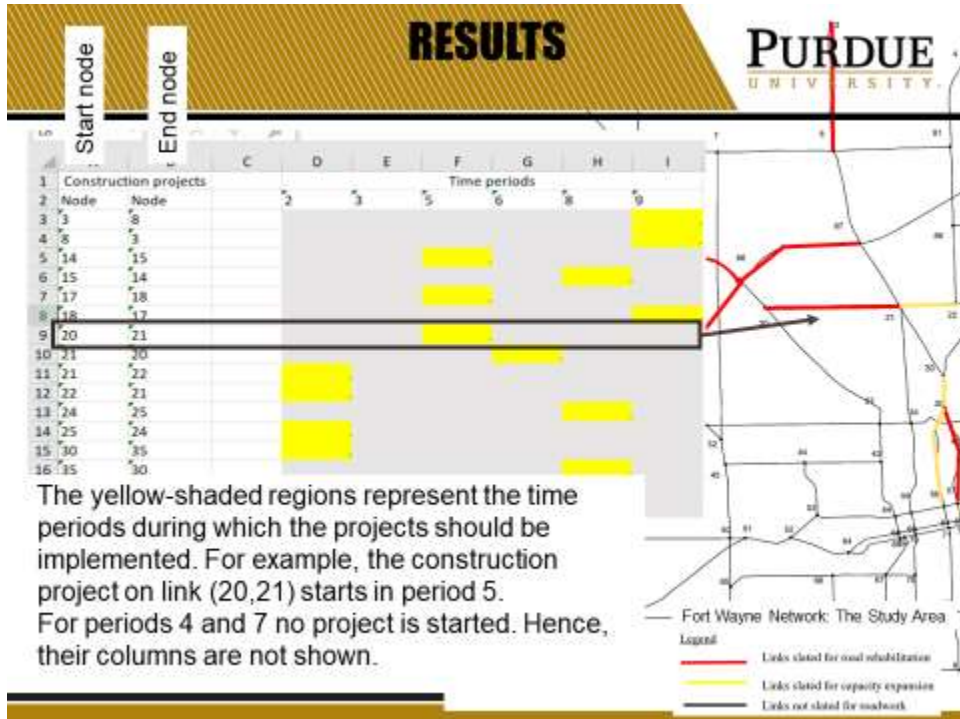 RESULTS
PURDUE
UNIVERSITY
Start node
End node
C D E F G H I
1 Construction projects Time periods
2 Node Node 2 3 5 6 8 9
3 3 8
4 8 3
5 14 15
6 15 14
7 17 18
8 18 17
9 20 21
10 21 20
11 21 22
12 22 21
13 24 25
14 25 24
15 30 35
16 35 30
The yellow-shaded regions represent the time
periods during which the projects should be
implemented. For example, the construction
project on link (20,21) starts in period 5.
For periods 4 and 7 no project is started. Hence,
their columns are not shown.
Fort Wayne Network: The Study Area
Legend
Links slated for road rehabilitation
Links slated for capacity expansion
Links not slated for roadwork